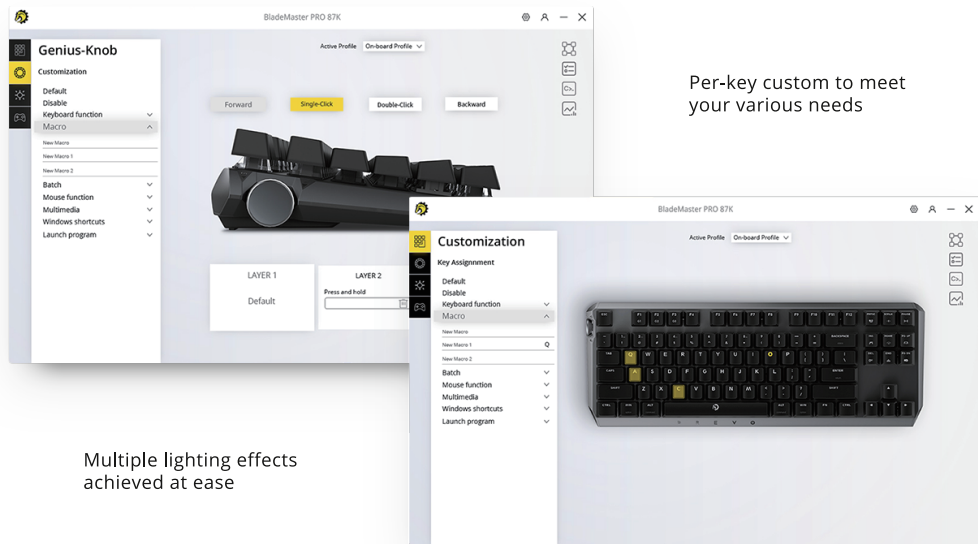 BladeMaster PRO 87K
Genius-Knob
Customization
Default
Disable
Keyboard function
Macro
New Macro
New Macro 1
New Macro 2
Batch
Mouse function
Multimedia
Windows shortcuts
Launch program
Active Profile On-board Profile
Forward Single-Click Double-Click Backward
LAYER 1
Default
LAYER 2
Press and hold
Per-key custom to meet
your various needs
BladeMaster PRO 87K
Customization
Key Assignnment
Default
Disable
Keyboard function
Macro
New Macro
New Macro 1 Q
New Macro 2
Batch
Mouse function
Multimedia
Windows shortcuts
Launch program
Active Profile On-board Profile
Q W E R T Y U I O P
A S D F G H J K L
Z X C V B N M
Multiple lighting effects
achieved at ease